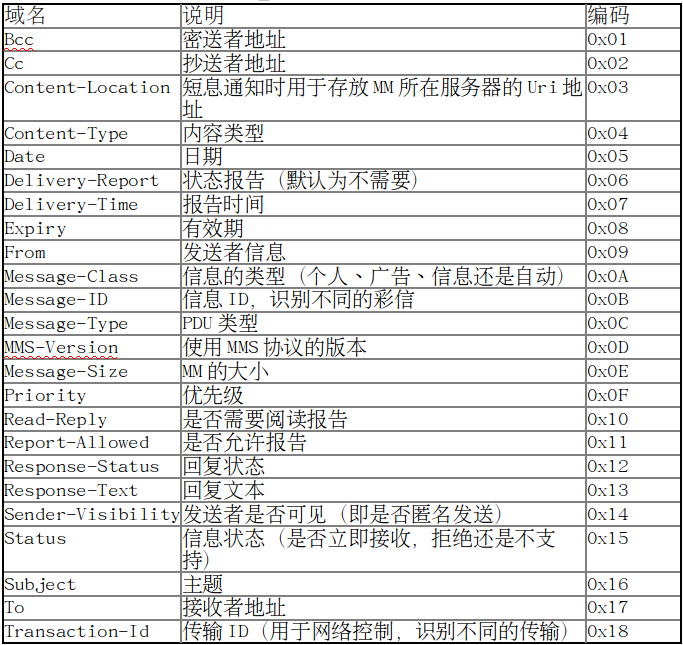 域名 说明 编码
Bcc 密送者地址 0x01
Cc 抄送者地址 0x02
Content-Location 短息通知时用于存放 MM 所在服务器的 Uri 地 0x03
址
Content-Type 内容类型 0x04
Date 日期 0x05
Delivery-Report 状态报告（默认为不需要） 0x06
Delivery-Time 报告时间 0x07
Expiry 有效期 0x08
From 发送者信息 0x09
Message-Class 信息的类型（个人、广告、信息还是自动） 0x0A
Message-ID 信息 ID，识别不同的彩信 0x0B
Message-Type PDU 类型 0x0C
MMS-Version 使用 MMS 协议的版本 0x0D
Message-Size MM 的大小 0x0E
Priority 优先级 0x0F
Read-Reply 是否需要阅读报告 0x10
Report-Allowed 是否允许报告 0x11
Response-Status 回复状态 0x12
Response-Text 回复文本 0x13
Sender-Visibility 发送者是否可见（即是否匿名发送） 0x14
Status 信息状态（是否立即接收，拒绝还是不支 0x15
持）
Subject 主题 0x16
To 接收者地址 0x17
Transaction-Id 传输 ID（用于网络控制，识别不同的传输） 0x18